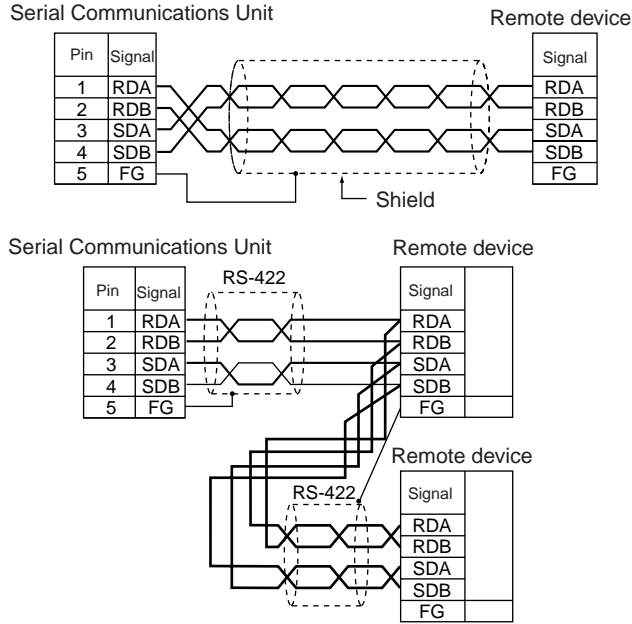 Serial Communications Unit
Remote device
Pin Signal
Signal
1 RDA
RDA
2 RDB
RDB
3 SDA
SDA
4 SDB
SDB
5 FG
FG
Shield
Serial Communications Unit
Remote device
RS-422
Pin Signal
Signal
1 RDA
RDA
2 RDB
RDB
3 SDA
SDA
4 SDB
SDB
5 FG
FG
Remote device
RS-422
Signal
RDA
RDB
SDA
SDB
FG